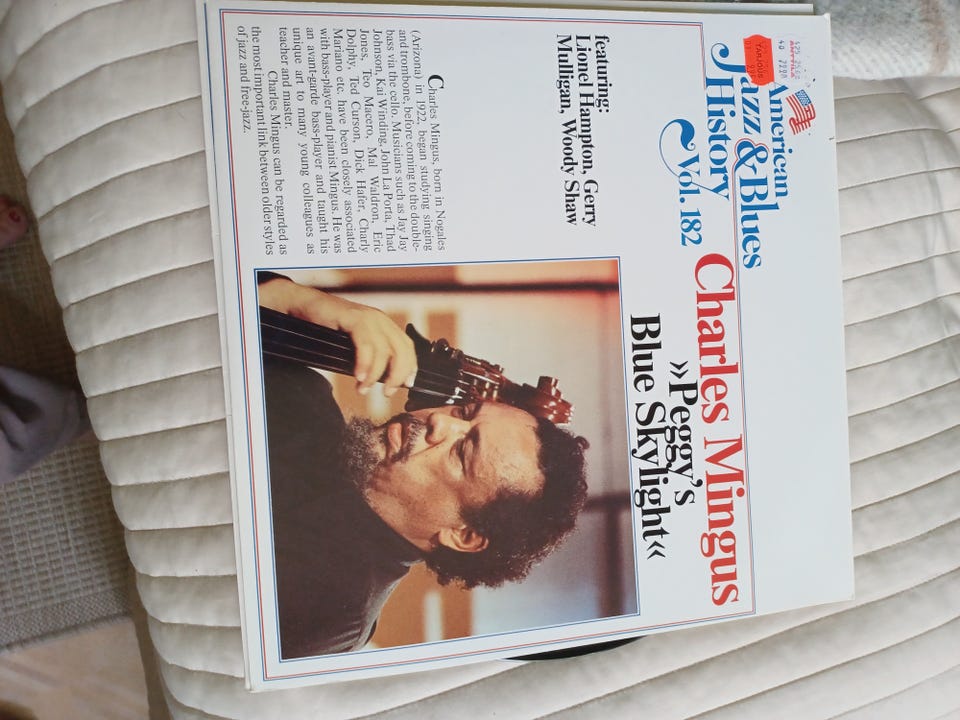 American
Jazz & Blues
History
Vol. 182
ANTTILA
40
TARJOUS
Charles Mingus
»Peggy's
Blue Skylight«
featuring:
Lionel Hampton, Gerry
Mulligan, Woody Shaw
Charles Mingus, born in Nogales
(Arizona) in 1922, began studying singing
and trombone, before coming to the double-
bass via the cello. Musicians such as Jay Jay
Johnson, Kai Winding, John La Porta, Thad
Jones, Teo Macero, Mal Waldron, Eric
Dolphy, Ted Curson, Dick Hafer, Charly
Mariano etc. have been closely associated
with bass-player and pianist Mingus. He was
an avant-garde bass-player and taught his
unique art to many young colleagues as
teacher and master.
Charles Mingus can be regarded as
the most important link between older styles
of jazz and free-jazz.